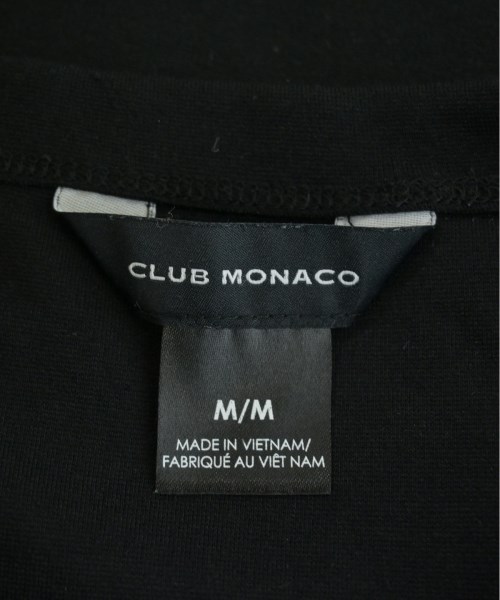 CLUB MONACO
M/M
MADE IN VIETNAM/
FABRIQUÉ AU VIÊT NAM